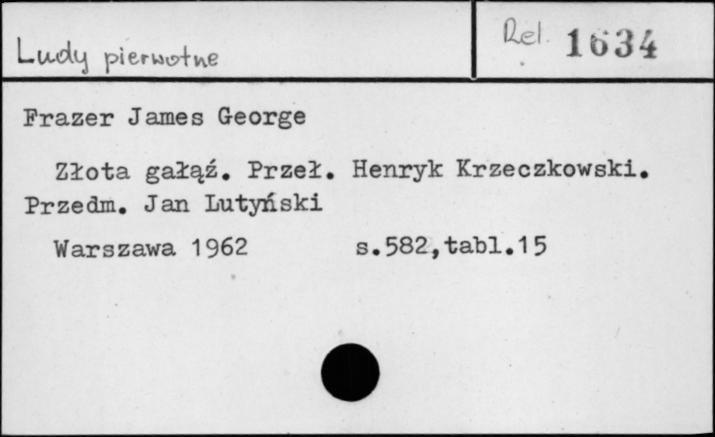 Ludy pierwotne
Rel. 1634
Frazer James George
Złota gałąź. Przeł. Henryk Krzeczkowski.
Przedm. Jan Lutyński
Warszawa 1962 s.582,tabl.15